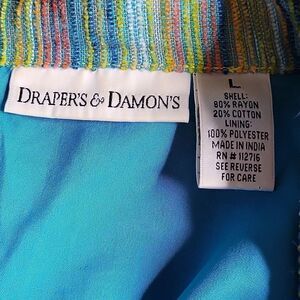 DRAPER'S & DAMON'S
L
SHELL:
80% RAYON
20% COTTON
LINING:
100% POLYESTER
MADE IN INDIA
RN # 112716
SEE REVERSE
FOR CARE